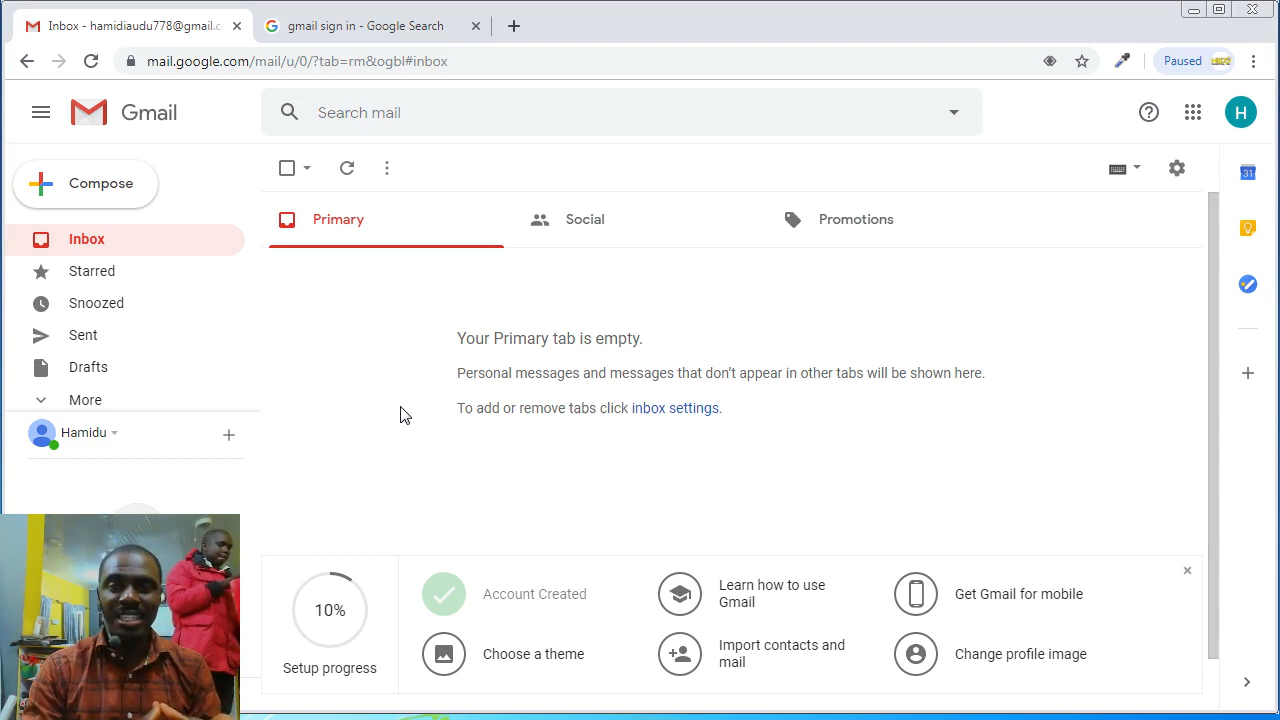 Inbox - hamidiaudu778@gmail.c
gmail sign in - Google Search
mail.google.com/mail/u/0/?tab=rm&ogbl#inbox
Paused
Gmail
Search mail
H
Compose
Primary
Social
Promotions
31
Inbox
Starred
Snoozed
Sent
Drafts
More
Hamidu
Your Primary tab is empty.
Personal messages and messages that don't appear in other tabs will be shown here.
To add or remove tabs click inbox settings.
10%
Setup progress
Account Created
Learn how to use
Gmail
Get Gmail for mobile
Choose a theme
Import contacts and
mail
Change profile image